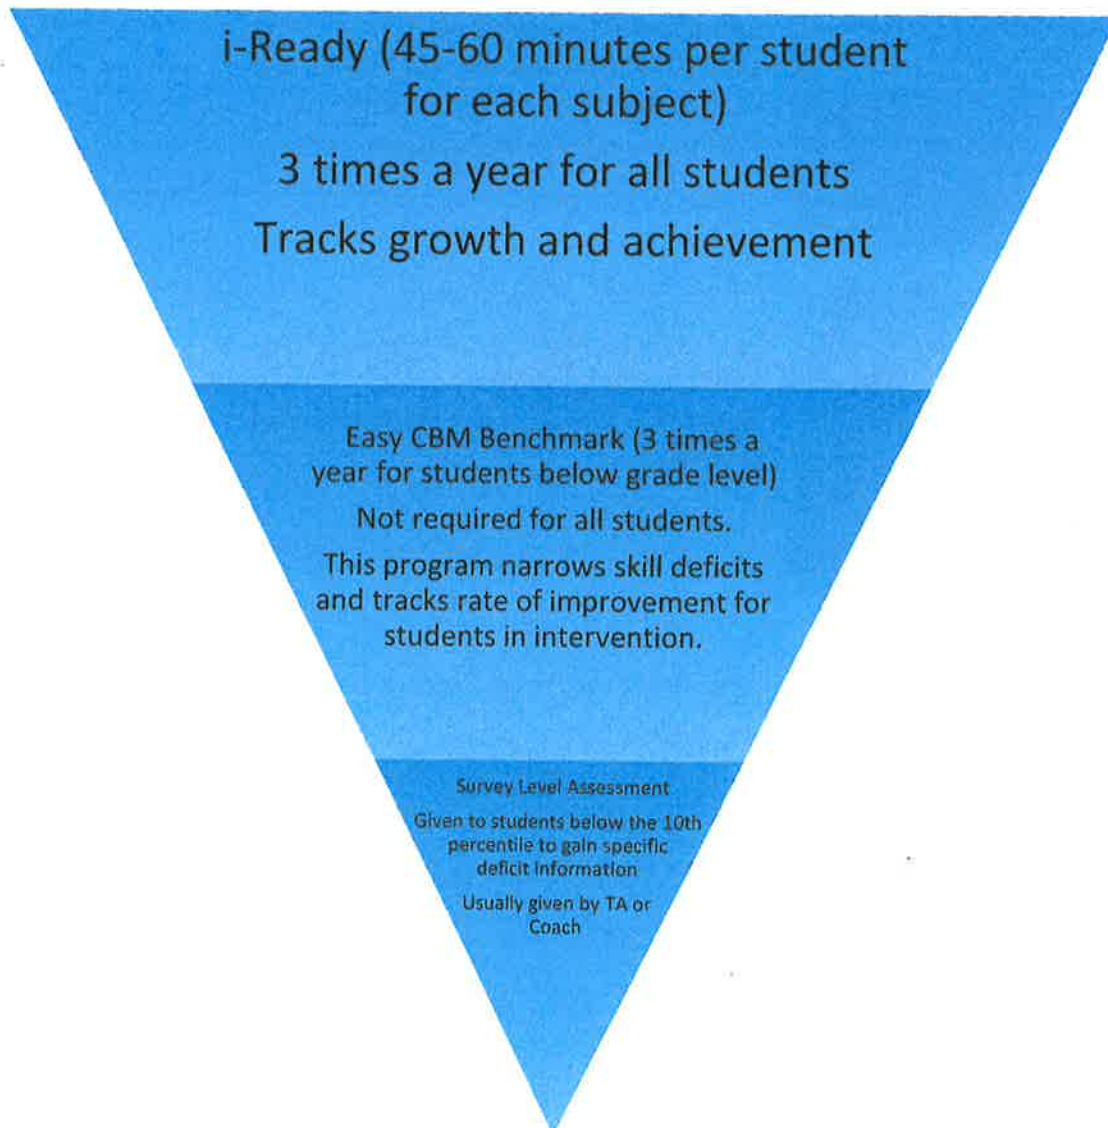 i-Ready (45-60 minutes per student
for each subject)
3 times a year for all students
Tracks growth and achievement
Easy CBM Benchmark (3 times a
year for students below grade level)
Not required for all students.
This program narrows skill deficits
and tracks rate of improvement for
students in intervention.
Survey Level Assessment
Given to students below the 10th
percentile to gain specific
deficit information
Usually given by TA or
Coach